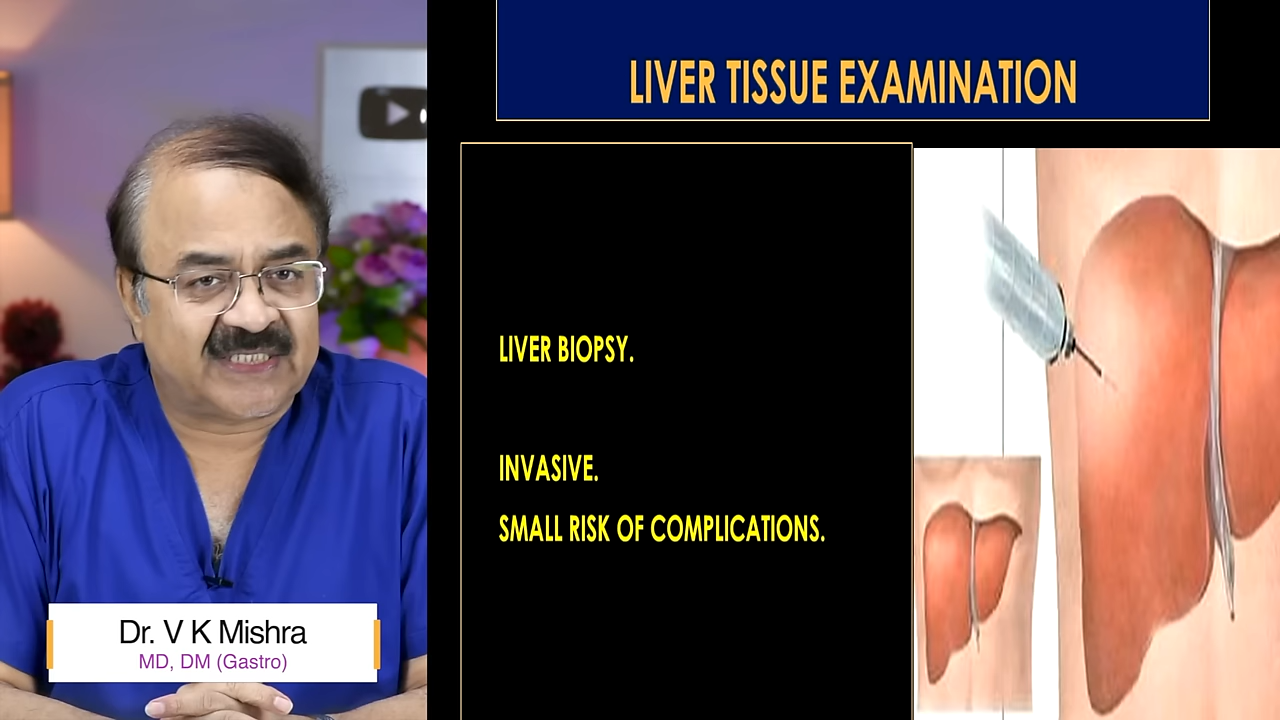 LIVER TISSUE EXAMINATION
LIVER BIOPSY.
INVASIVE.
SMALL RISK OF COMPLICATIONS.
Dr. V K Mishra
MD, DM (Gastro)